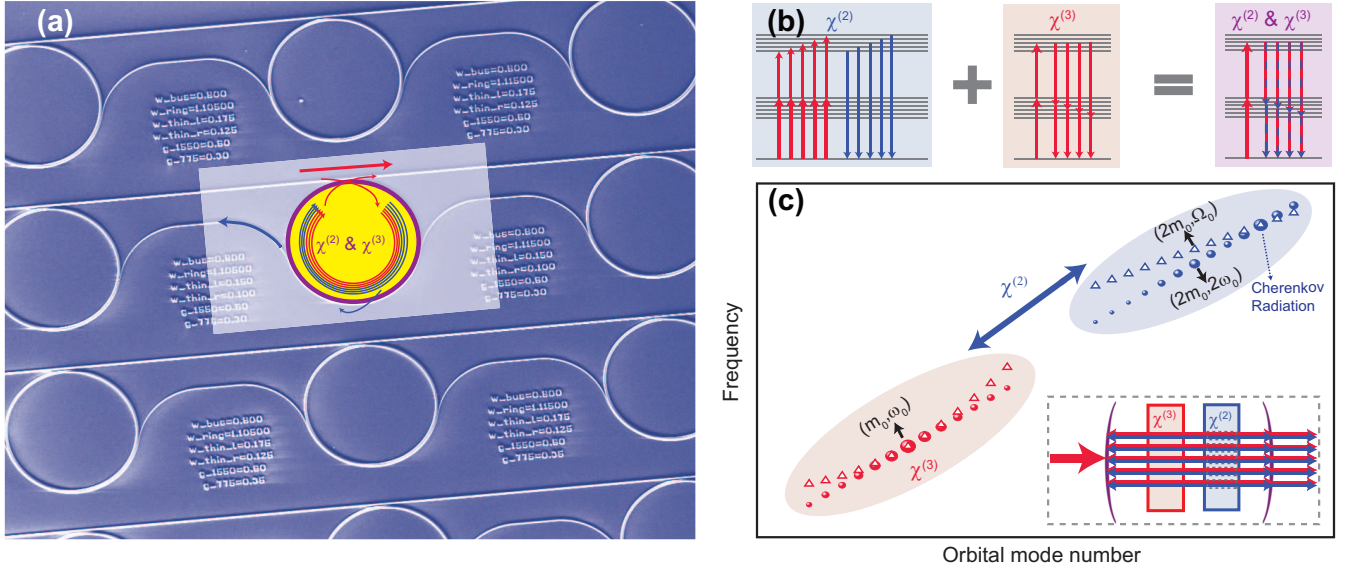 (a)
w_bus=0.800
w_ring=1.10500
w_thin_l=0.175
w_thin_r=0.125
g_1550=0.60
g_775=0.30
w_bus=0.800
w_ring=1.11500
w_thin_l=0.175
w_thin_r=0.125
g_1550=0.60
g_775=0.30
χ(2) & χ(3)
w_bus=0.800
w_ring=1.10500
w_thin_l=0.150
w_thin_r=0.100
g_1550=0.60
g_775=0.30
w_bus=0.800
w_ring=1.11500
w_thin_l=0.150
w_thin_r=0.100
g_1550=0.60
g_775=0.30
w_bus=0.800
w_ring=1.10500
w_thin_l=0.175
w_thin_r=0.125
g_1550=0.60
g_775=0.35
w_bus=0.800
w_ring=1.11500
w_thin_l=0.175
w_thin_r=0.125
g_1550=0.60
g_775=0.35
(b)
χ(2)
+
χ(3)
=
χ(2) & χ(3)
(c)
Frequency
Orbital mode number
(2m0,Ω0)
(2m0,2ω0)
Cherenkov
Radiation
χ(2)
(m0,ω0)
χ(3)
χ(3)
χ(2)